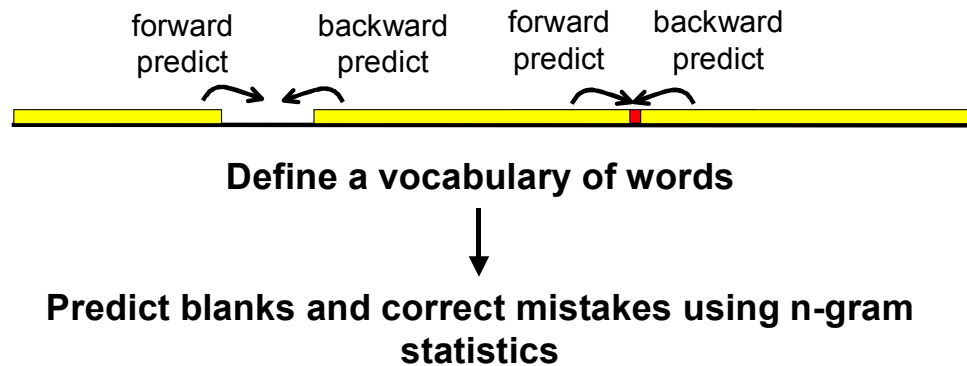 forward predict
backward predict
forward predict
backward predict
Define a vocabulary of words
Predict blanks and correct mistakes using n-gram
statistics